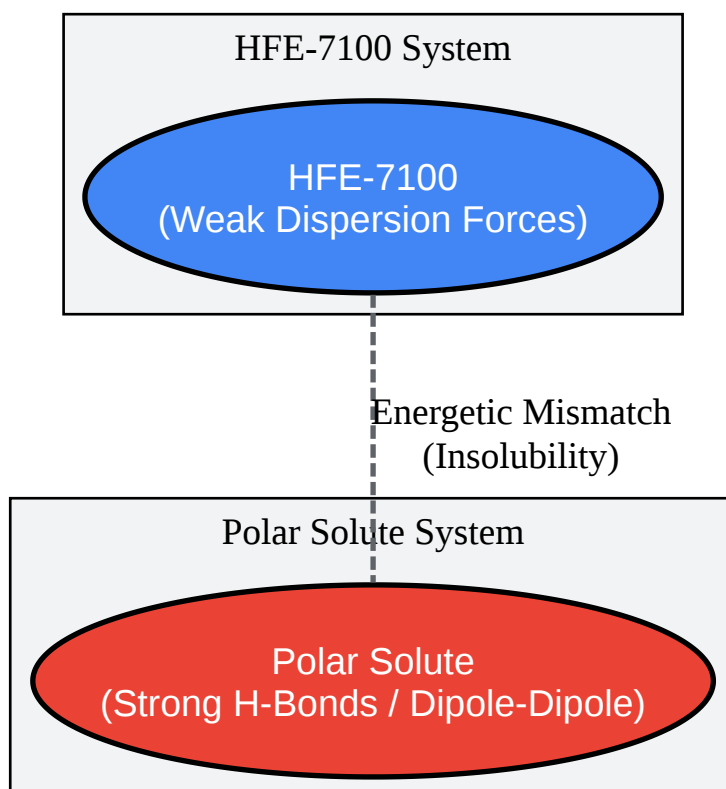 HFE-7100 System
HFE-7100
(Weak Dispersion Forces)
Energetic Mismatch
(Insolubility)
Polar Solute System
Polar Solute
(Strong H-Bonds / Dipole-Dipole)